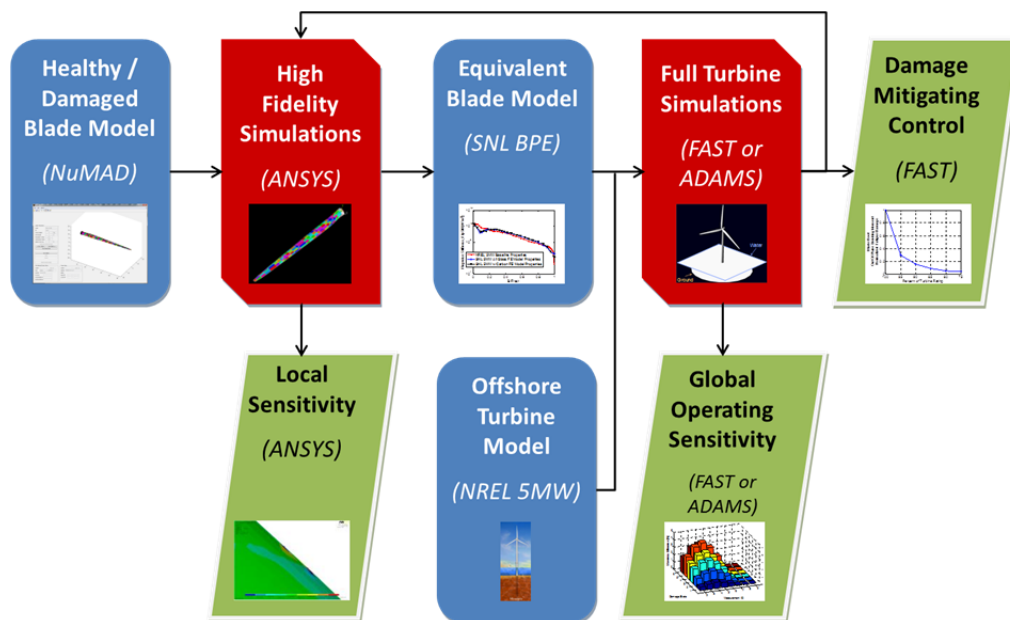 Healthy /
Damaged
Blade Model
(NuMAD)
High
Fidelity
Simulations
(ANSYS)
Equivalent
Blade Model
(SNL BPE)
Full Turbine
Simulations
(FAST or
ADAMS)
Damage
Mitigating
Control
(FAST)
Local
Sensitivity
(ANSYS)
Offshore
Turbine
Model
(NREL 5MW)
Global
Operating
Sensitivity
(FAST or
ADAMS)